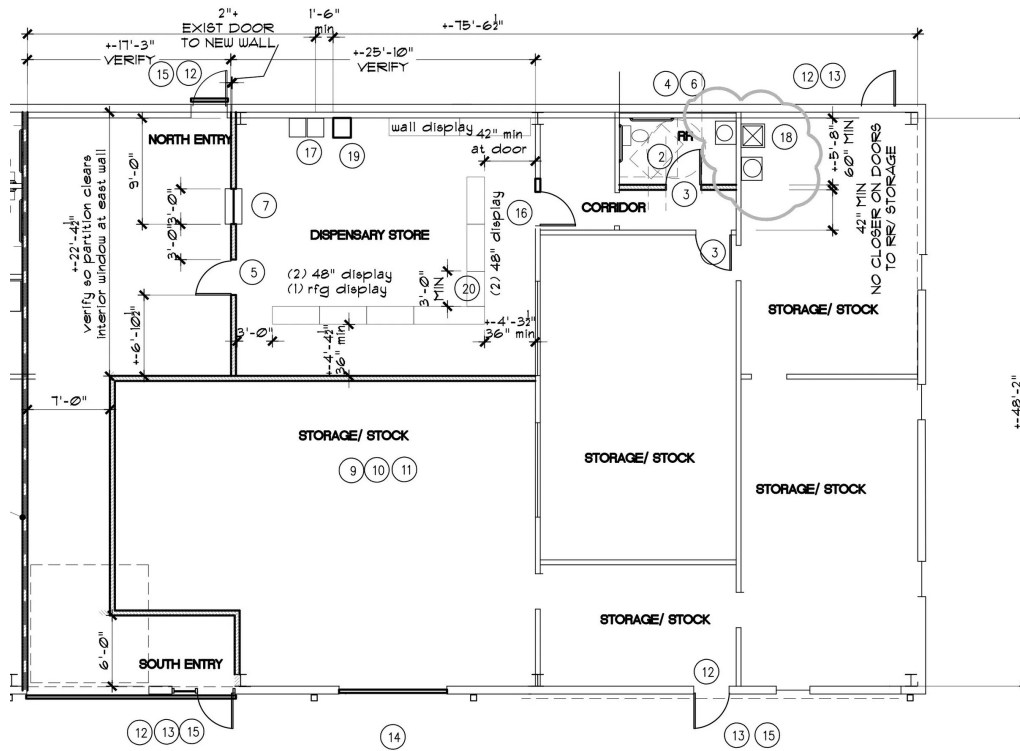 2"+
EXIST DOOR
TO NEW WALL
1'-6"
min
+-75'-6½"
+-17'-3"
VERIFY
+-25'-10"
VERIFY
15 12
4 6
12 13
NORTH ENTRY
17
19
wall display
42" min
at door
RR
2
18
+-5'-8"
60" MIN
42" MIN
NO CLOSER ON DOORS
TO RR/ STORAGE
9'-0"
3'-0"
3'-0"
7
3
16
CORRIDOR
+-22'-4½"
verify so partition clears
interior window at east wall
DISPENSARY STORE
(2) 48" display
3
5
(2) 48" display
(1) rfg display
3'-0"
MIN
20
STORAGE/ STOCK
+-6'-10½"
3'-0"
+-4'-4½"
36" min
+-4'-3½"
36" min
7'-0"
+-48'-2"
STORAGE/ STOCK
9 10 11
STORAGE/ STOCK
STORAGE/ STOCK
STORAGE/ STOCK
6'-0"
SOUTH ENTRY
12
12 13 15
14
13 15